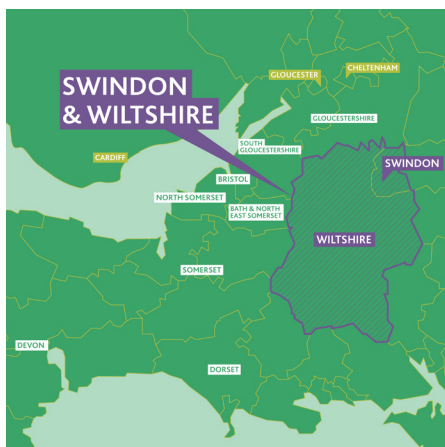 SWINDON
& WILTSHIRE
GLOUCESTER
CHELTENHAM
GLOUCESTERSHIRE
SOUTH
GLOUCESTERSHIRE
CARDIFF
SWINDON
BRISTOL
NORTH SOMERSET
BATH & NORTH
EAST SOMERSET
WILTSHIRE
SOMERSET
DEVON
DORSET